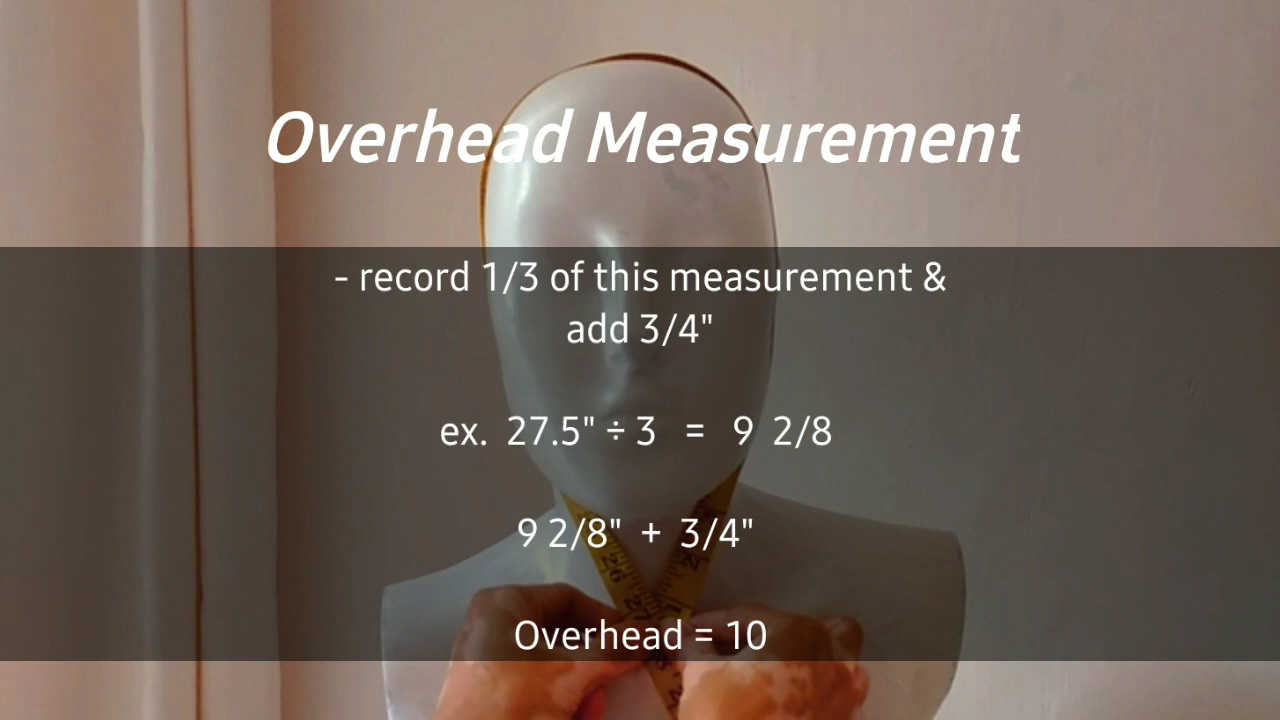 Overhead Measurement
- record 1/3 of this measurement &
add 3/4"
ex. 27.5" ÷ 3 = 9 2/8
9 2/8" + 3/4"
Overhead = 10